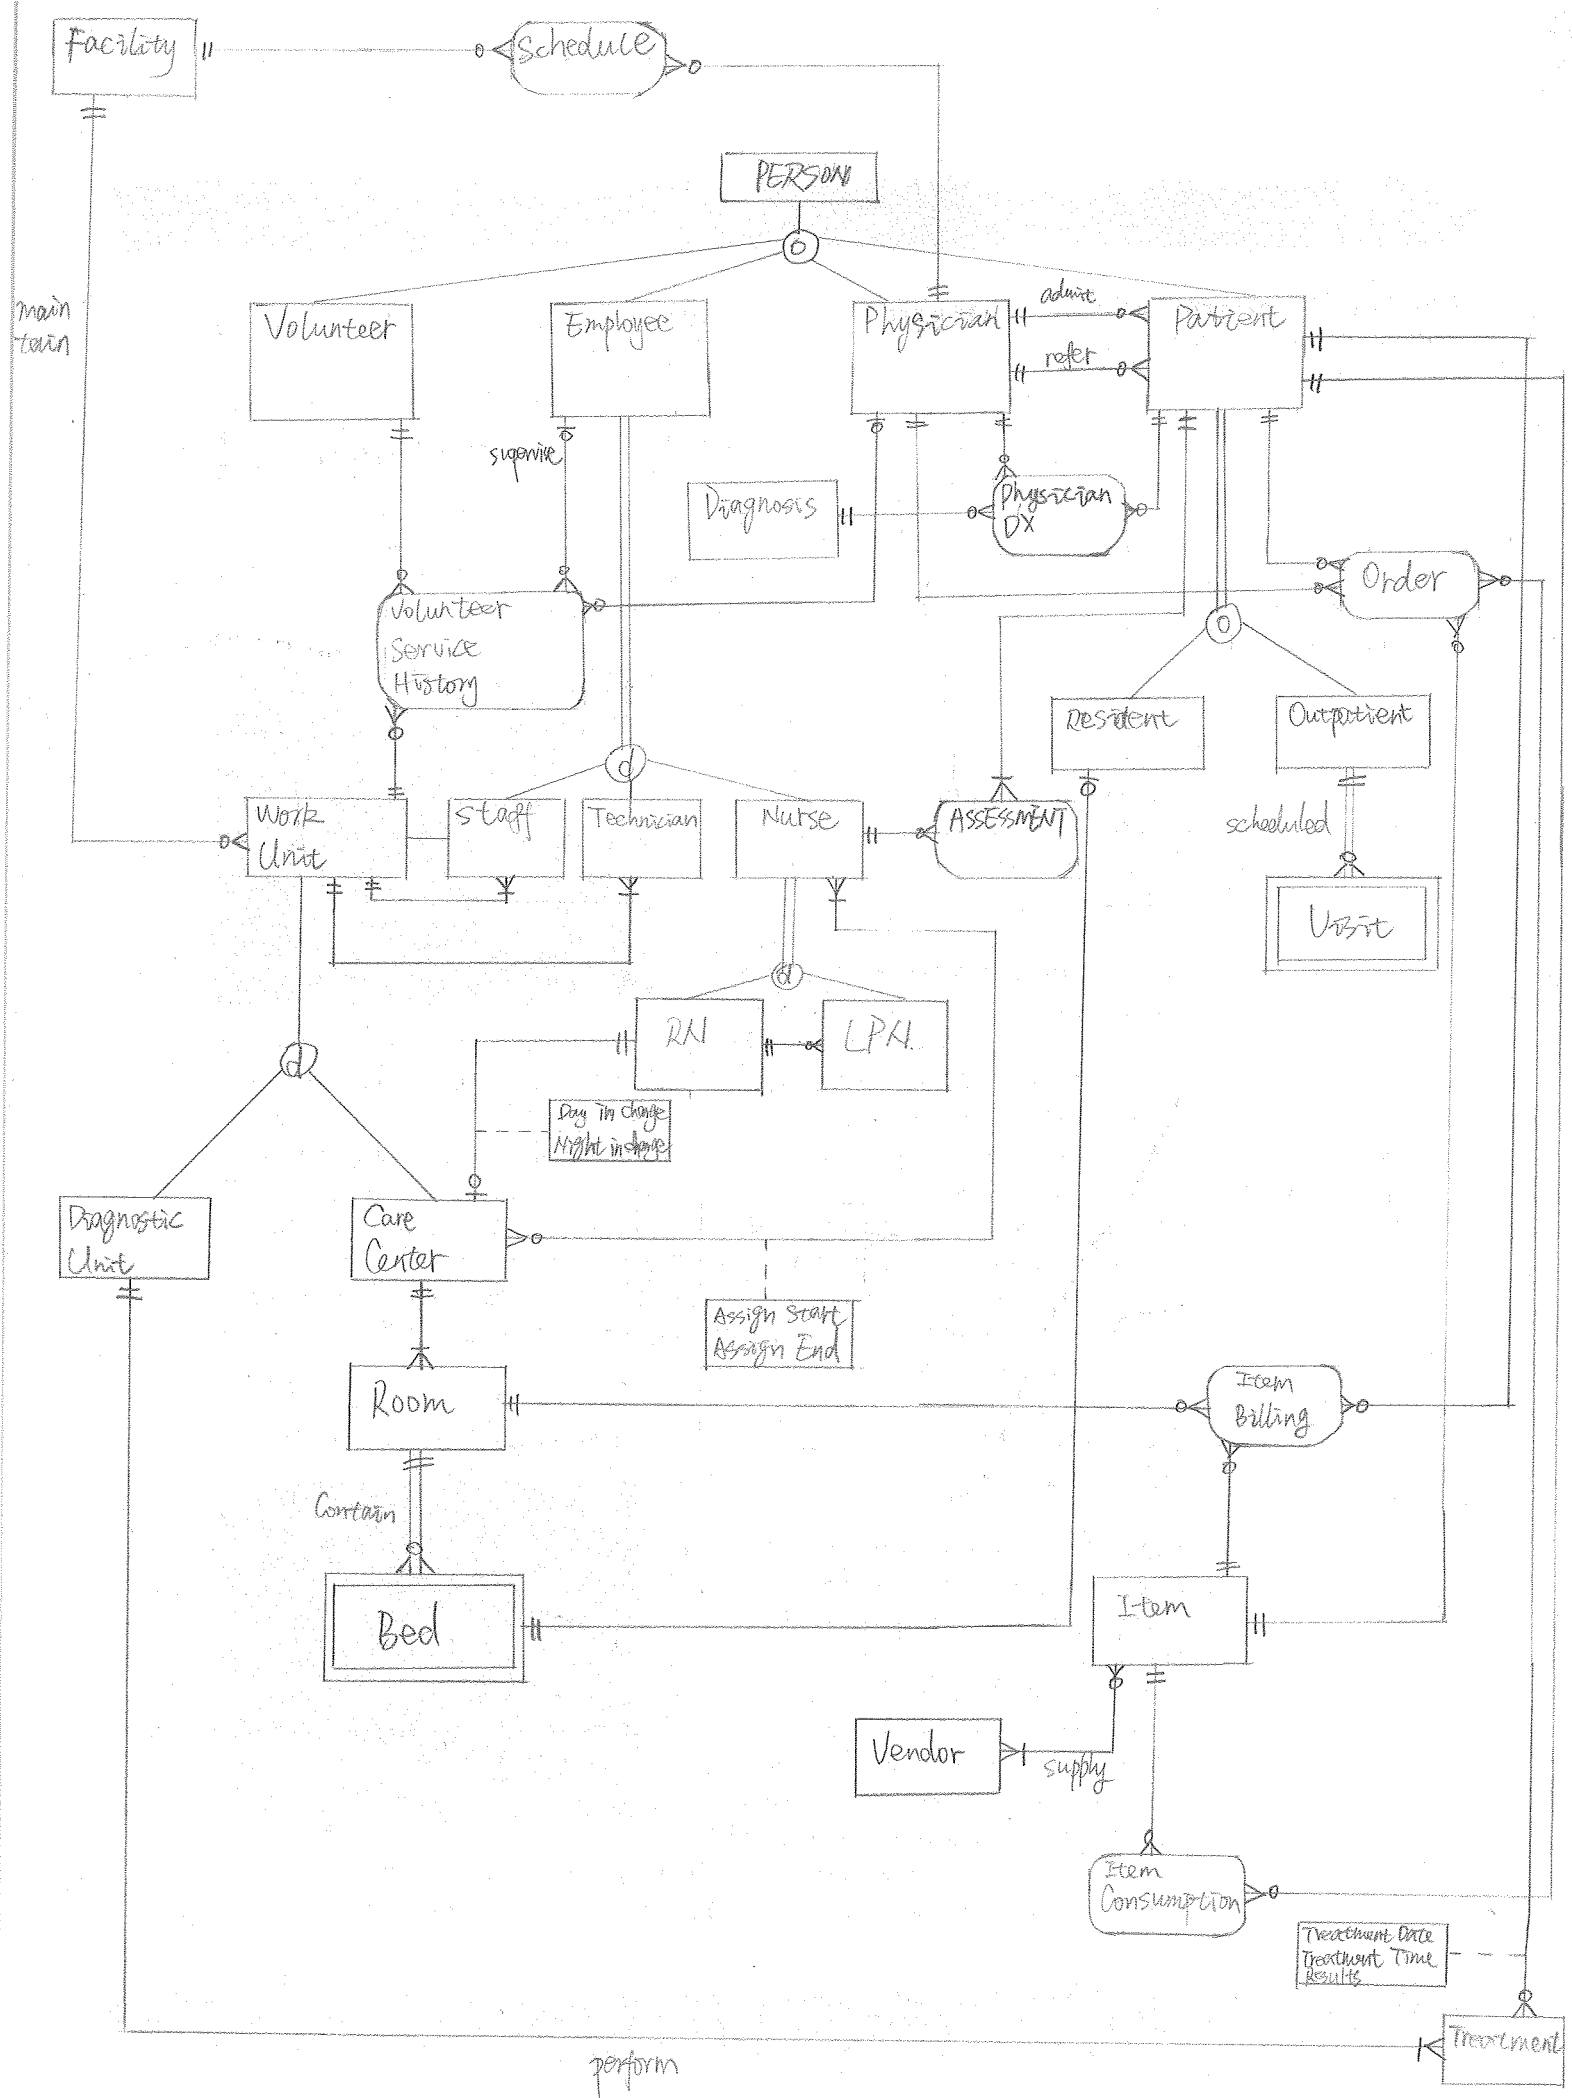 Facility
Schedule
PERSON
main
tain
Volunteer
Employee
Physician
admit
Patient
refer
supervise
Diagnosis
Physician
DX
Order
Volunteer
Service
History
o
o
Resident
Outpatient
d
Work
Unit
Staff
Technician
Nurse
ASSESSMENT
scheduled
Visit
d
RN
LPN.
d
Day in charge
Night in charge
Diagnostic
Unit
Care
Center
Assign Start
Assign End
Room
Item
Billing
Contain
Bed
Item
Vendor
supply
Item
Consumption
Treatment Date
Treatment Time
Results
Treatment
perform